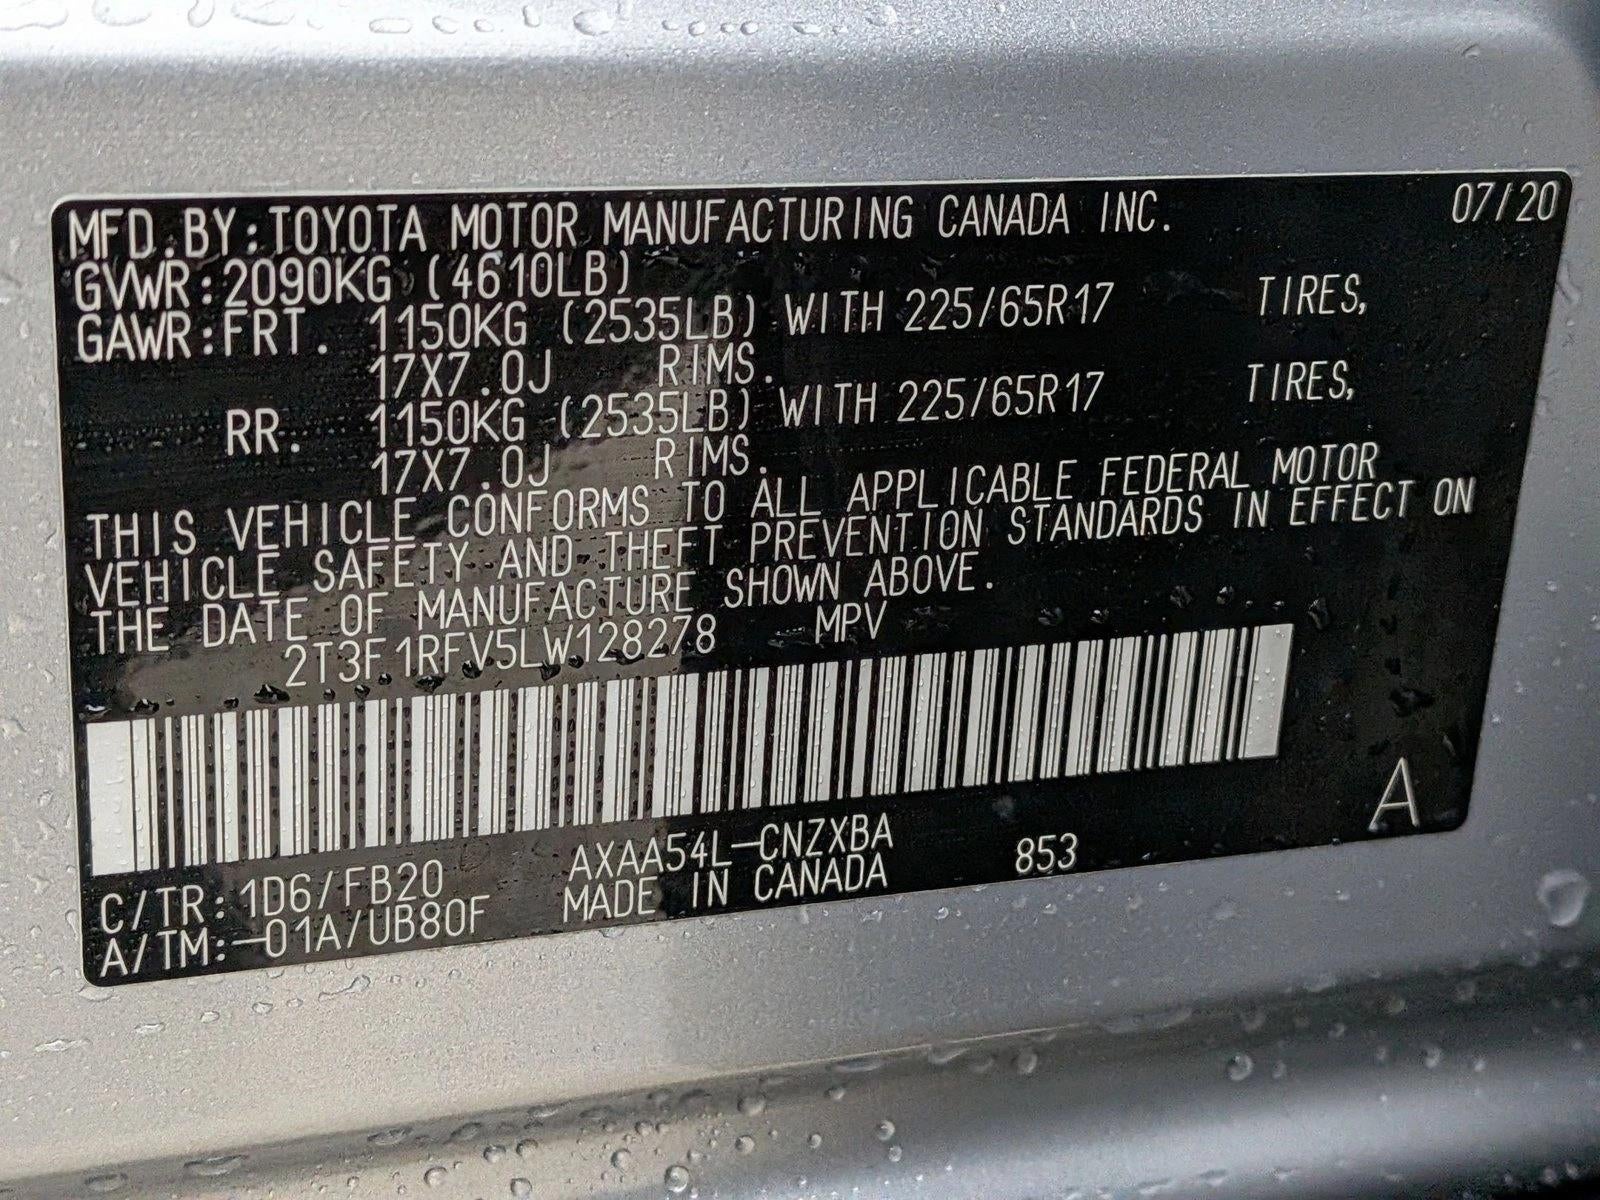 MFD.BY:TOYOTA MOTOR MANUFACTURING CANADA INC. 07/20
GVWR:2090KG (4610LB)
GAWR:FRT. 1150KG (2535LB) WITH 225/65R17 TIRES,
17X7.0J RIMS.
RR. 1150KG (2535LB) WITH 225/65R17 TIRES,
17X7.0J RIMS.
THIS VEHICLE CONFORMS TO ALL APPLICABLE FEDERAL MOTOR
VEHICLE SAFETY AND THEFT PREVENTION STANDARDS IN EFFECT ON
THE DATE OF MANUFACTURE SHOWN ABOVE.
2T3F1RFV5LW128278 MPV
A
C/TR:1D6/FB20 AXAA54L-CNZXBA 853
A/TM:-01A/UB80F MADE IN CANADA